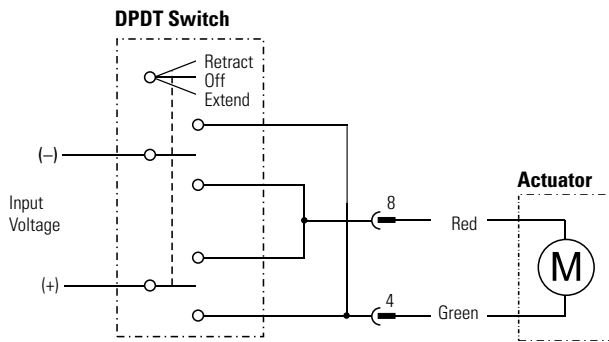 DPDT Switch
Retract
Off
Extend
(–)
Input
Voltage
(+)
8
Red
4
Green
Actuator
M